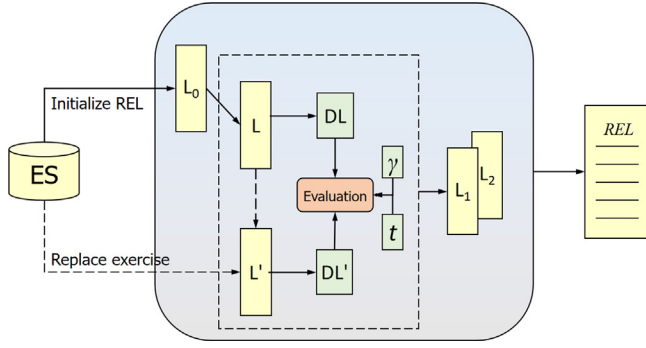 Initialize REL
L₀
ES
Replace exercise
L
DL
Evaluation
γ
t
L'
DL'
L₁
L₂
REL